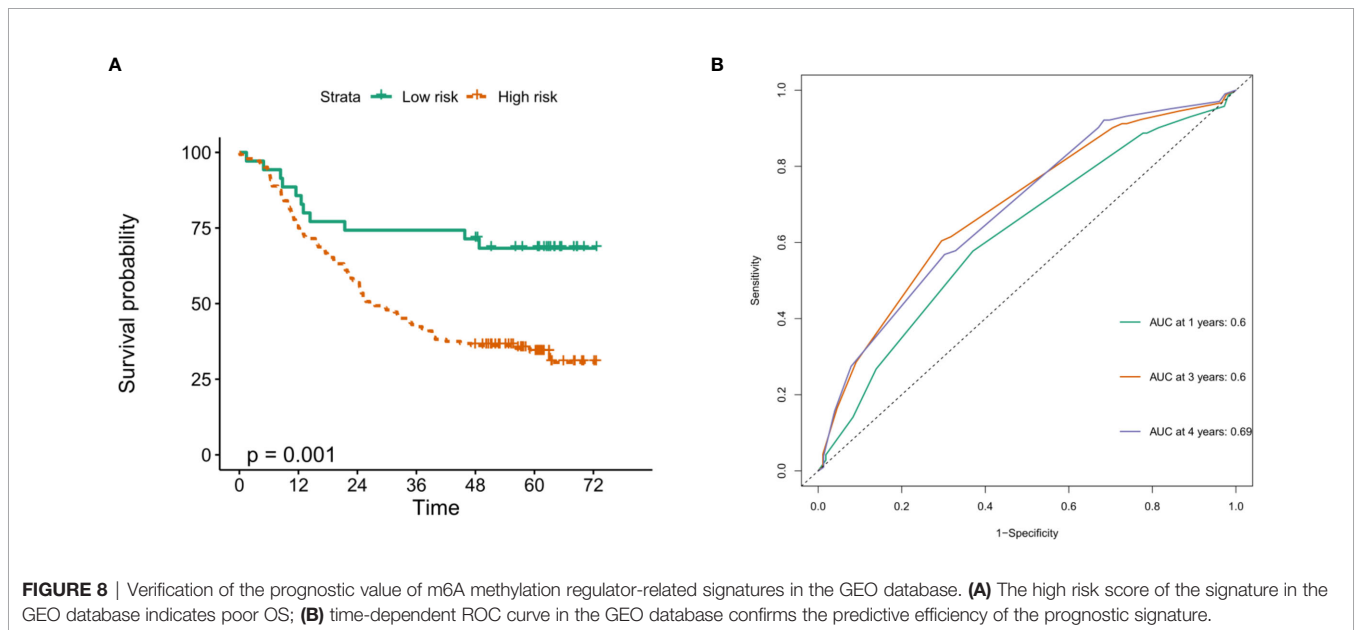 A
Strata Low risk High risk
100
75
50
25
0
Survival probability
p = 0.001
0 12 24 36 48 60 72
Time
B
1.0
0.8
0.6
0.4
0.2
0.0
Sensitivity
AUC at 1 years: 0.6
AUC at 3 years: 0.6
AUC at 4 years: 0.69
0.0 0.2 0.4 0.6 0.8 1.0
1−Specificity
FIGURE 8 | Verification of the prognostic value of m6A methylation regulator-related signatures in the GEO database. (A) The high risk score of the signature in the
GEO database indicates poor OS; (B) time-dependent ROC curve in the GEO database confirms the predictive efficiency of the prognostic signature.